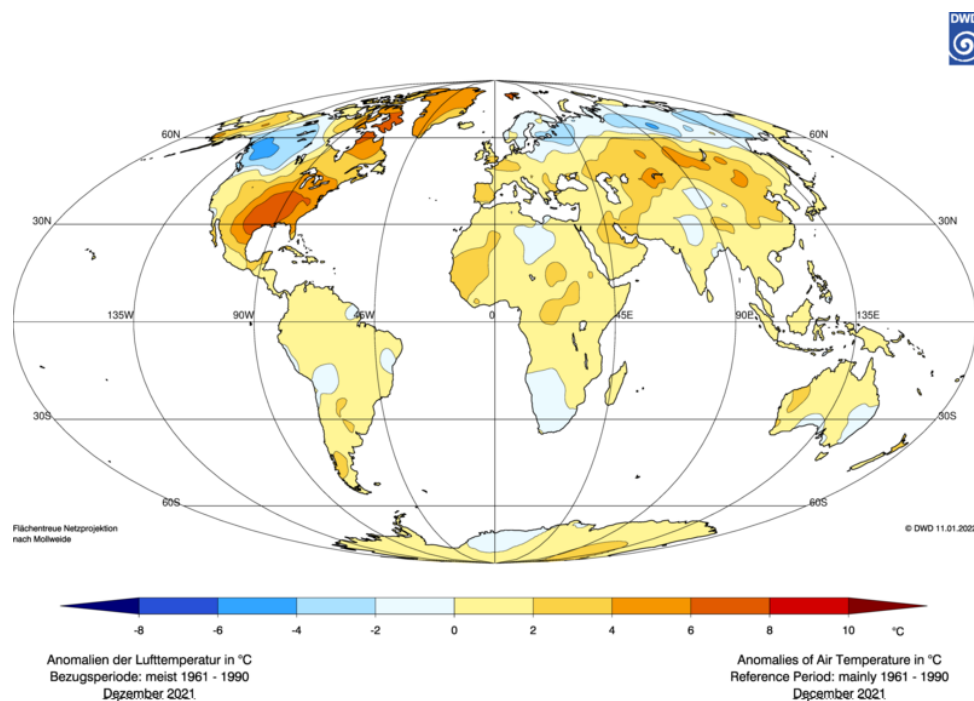 DWD
60N
60N
30N
30N
135W
90W
45W
0
45E
90E
135E
30S
30S
60S
60S
Flächentreue Netzprojektion
nach Mollweide
© DWD 11.01.2022
-8
-6
-4
-2
0
2
4
6
8
10
°C
Anomalien der Lufttemperatur in °C
Bezugsperiode: meist 1961 - 1990
Dezember 2021
Anomalies of Air Temperature in °C
Reference Period: mainly 1961 - 1990
December 2021